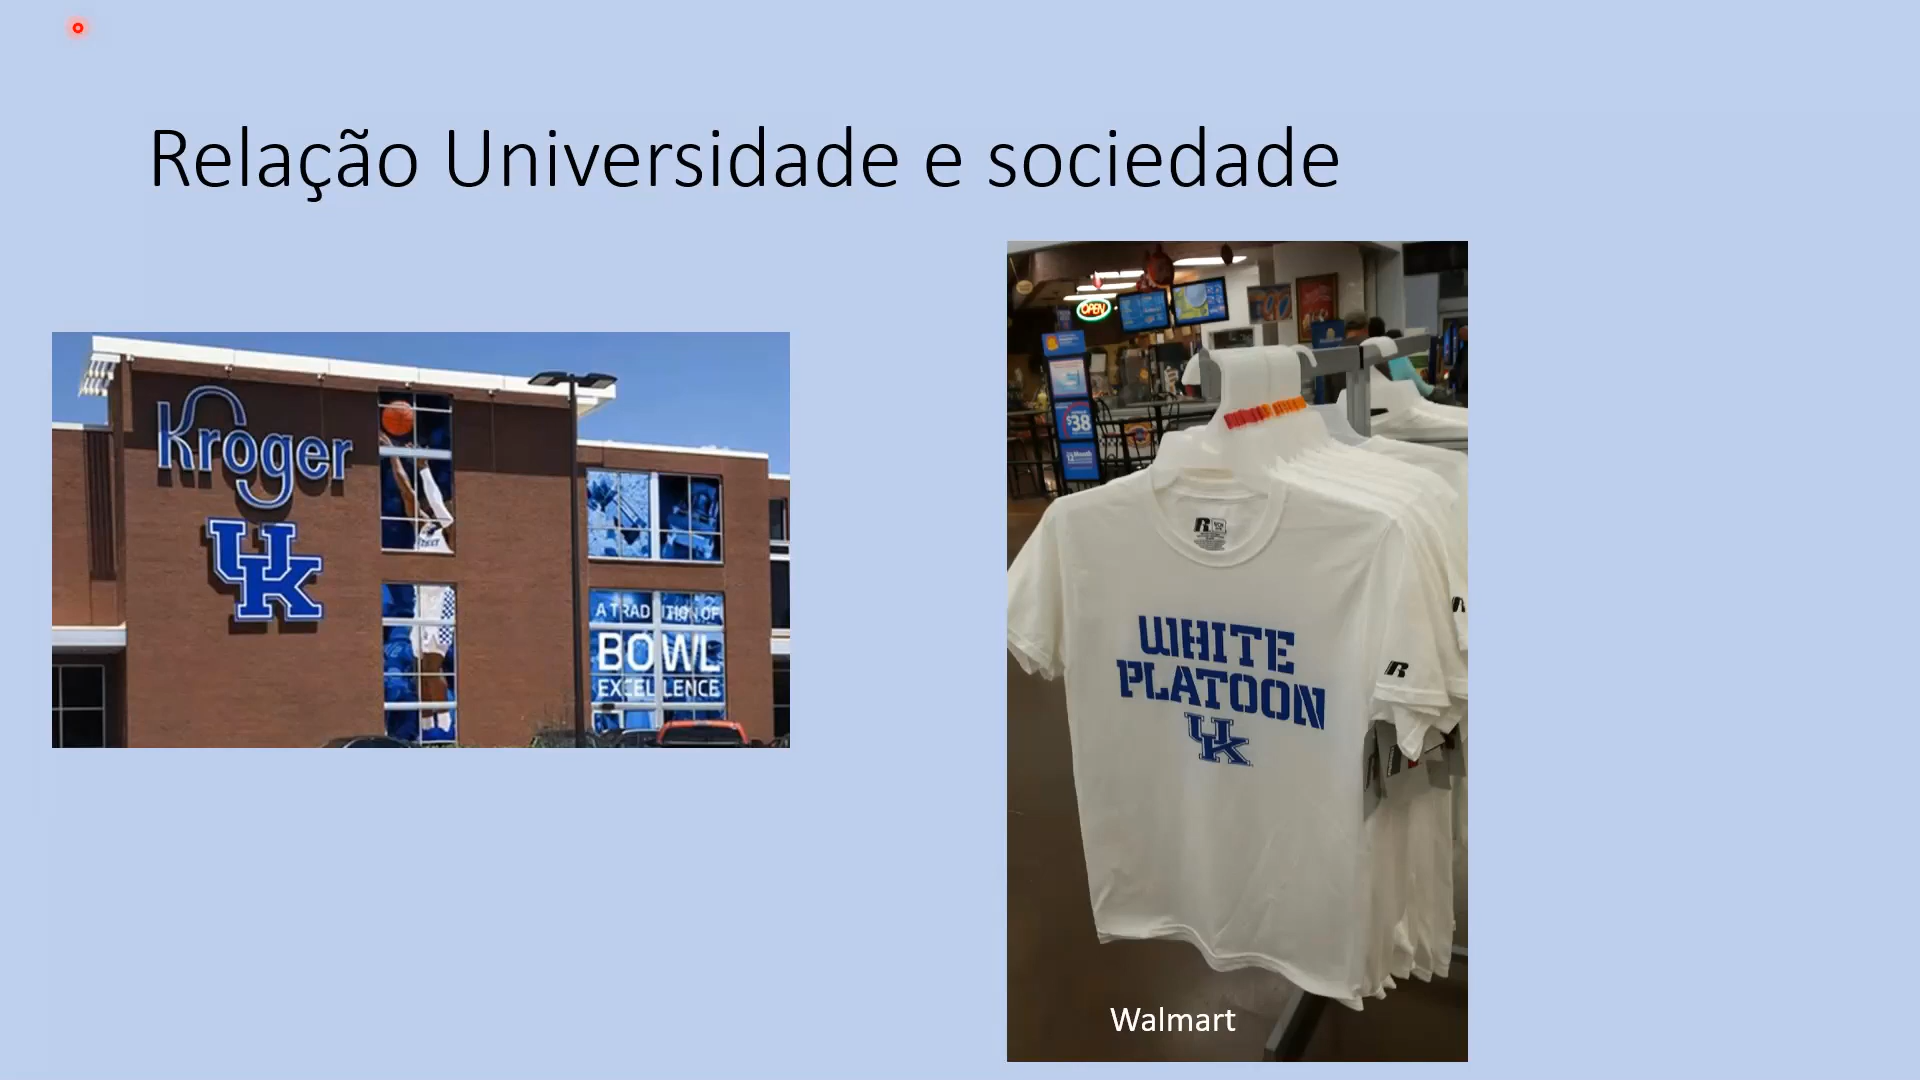 Relação Universidade e sociedade
Kroger
UK
A TRADITION OF
BOWL
EXCELLENCE
OPEN
$38
R
WHITE
PLATOON
UK
R
Walmart